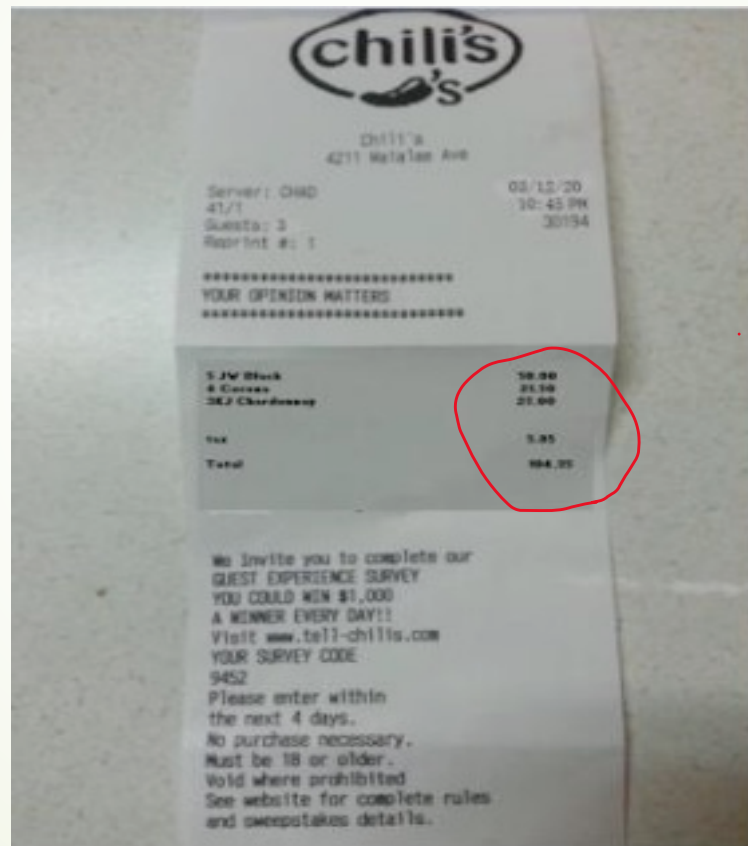 chili's
's
Chili's
4211 Waialae Ave
Server: CHAD 03/12/20
41/1 10:45 PM
Guests: 3 30194
Reprint #: 1
***************************
YOUR OPINION MATTERS
****************************
5 JW Black 50.00
Corona
Chardonnay
Total
We invite you to complete our
GUEST EXPERIENCE SURVEY
YOU COULD WIN $1,000
A WINNER EVERY DAY!!
Visit www.tell-chilis.com
YOUR SURVEY CODE
9452
Please enter within
the next 4 days.
No purchase necessary.
Must be 18 or older.
Void where prohibited
See website for complete rules
and sweepstakes details.